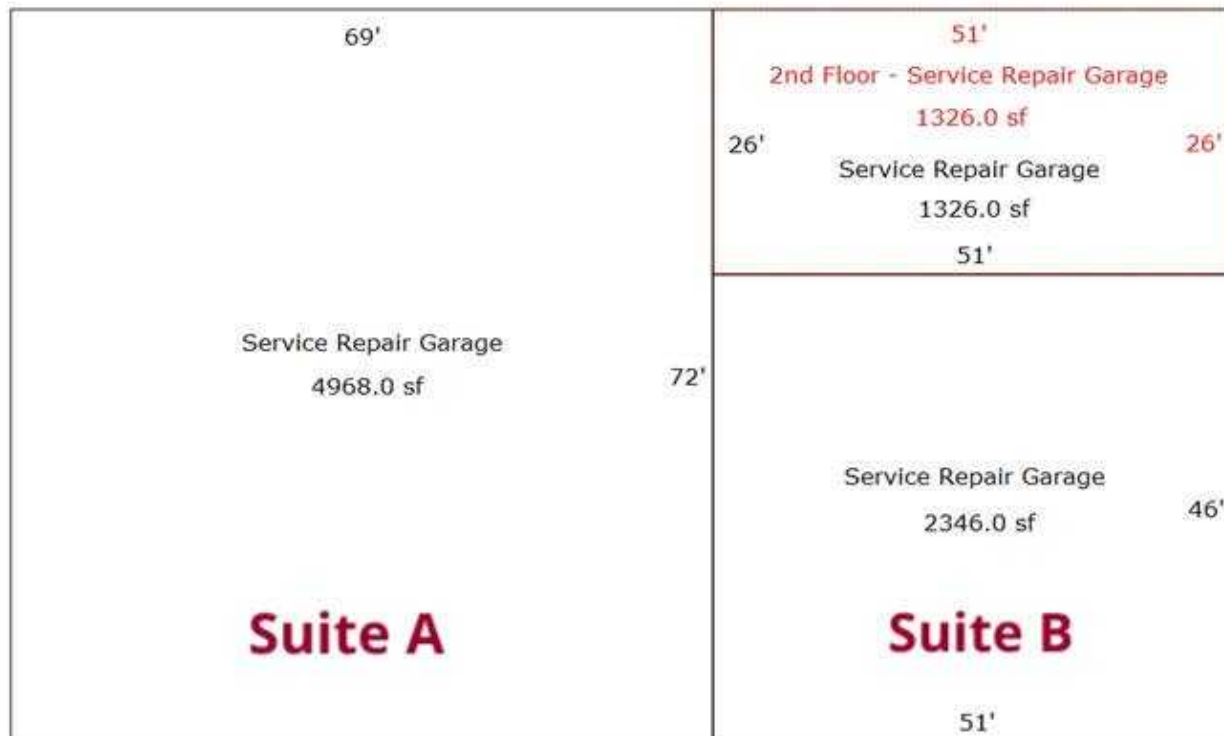 69'
51'
2nd Floor - Service Repair Garage
1326.0 sf
26'
26'
Service Repair Garage
1326.0 sf
51'
Service Repair Garage
4968.0 sf
72'
Service Repair Garage
2346.0 sf
46'
Suite A
Suite B
51'